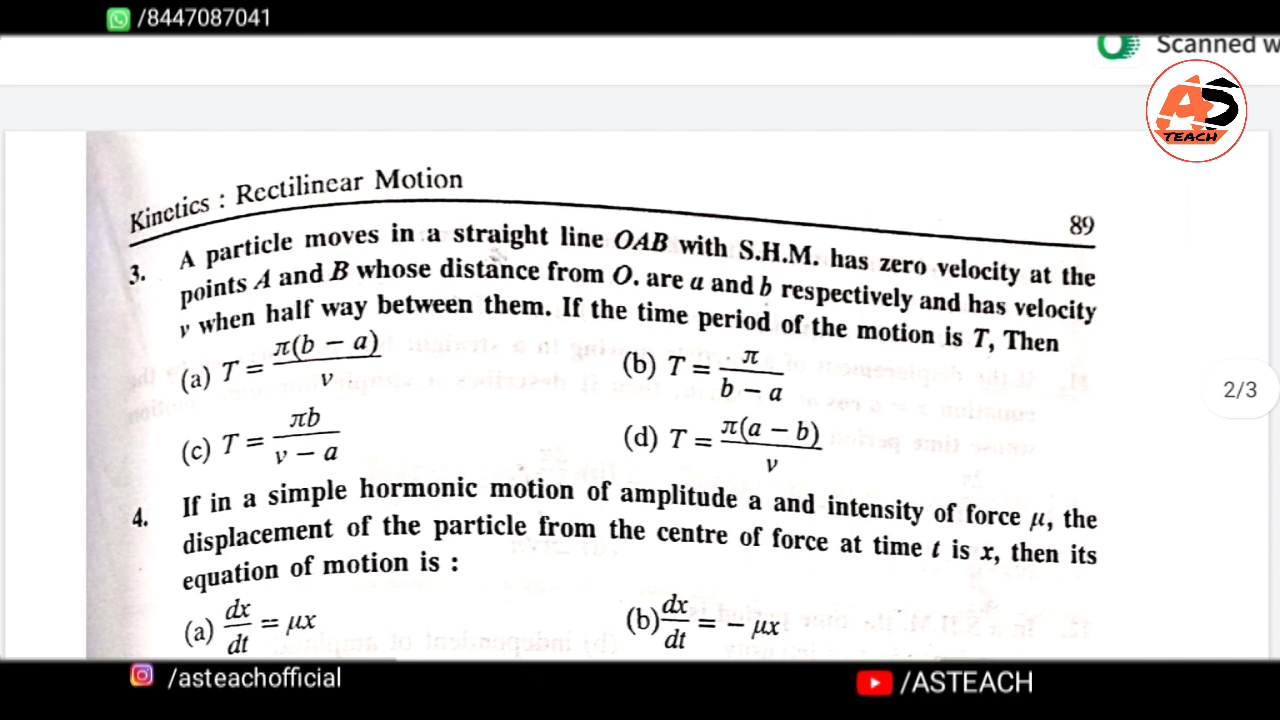 /8447087041
Scanned w
AS
TEACH
Kinetics : Rectilinear Motion
89
3. A particle moves in a straight line OAB with S.H.M. has zero velocity at the
points A and B whose distance from O. are a and b respectively and has velocity
v when half way between them. If the time period of the motion is T, Then
(a) T = π(b − a) / v (b) T = π / b − a
(c) T = πb / v − a (d) T = π(a − b) / v
4. If in a simple hormonic motion of amplitude a and intensity of force μ, the
displacement of the particle from the centre of force at time t is x, then its
equation of motion is :
(a) dx/dt = μx (b) dx/dt = − μx
2/3
/asteachofficial
/ASTEACH